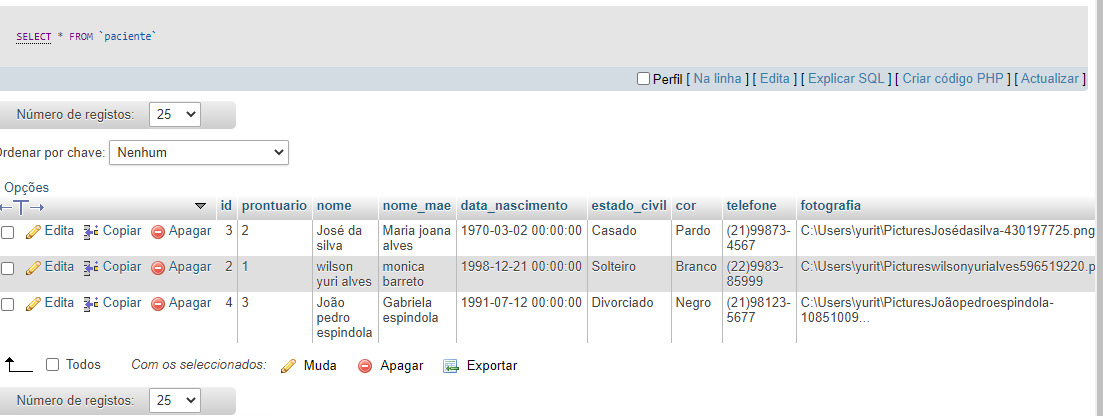 SELECT * FROM `paciente`
Perfil [ Na linha ] [ Edita ] [ Explicar SQL ] [ Criar código PHP ] [ Actualizar ]
Número de registos: 25
Ordenar por chave: Nenhum
Opções
id prontuario nome nome_mae data_nascimento estado_civil cor telefone fotografia
Edita Copiar Apagar 3 2 José da Maria joana 1970-03-02 00:00:00 Casado Pardo (21)99873- C:\Users\yurit\PicturesJosédasilva-430197725.png
silva alves 4567
Edita Copiar Apagar 2 1 wilson monica 1998-12-21 00:00:00 Solteiro Branco (22)9983- C:\Users\yurit\Pictureswilsonyurialves596519220.p
yuri alves barreto 85999
Edita Copiar Apagar 4 3 João Gabriela 1991-07-12 00:00:00 Divorciado Negro (21)98123- C:\Users\yurit\PicturesJoãopedroespindola-
pedro espindola 5677 10851009...
espindola
Todos Com os seleccionados: Muda Apagar Exportar
Número de registos: 25